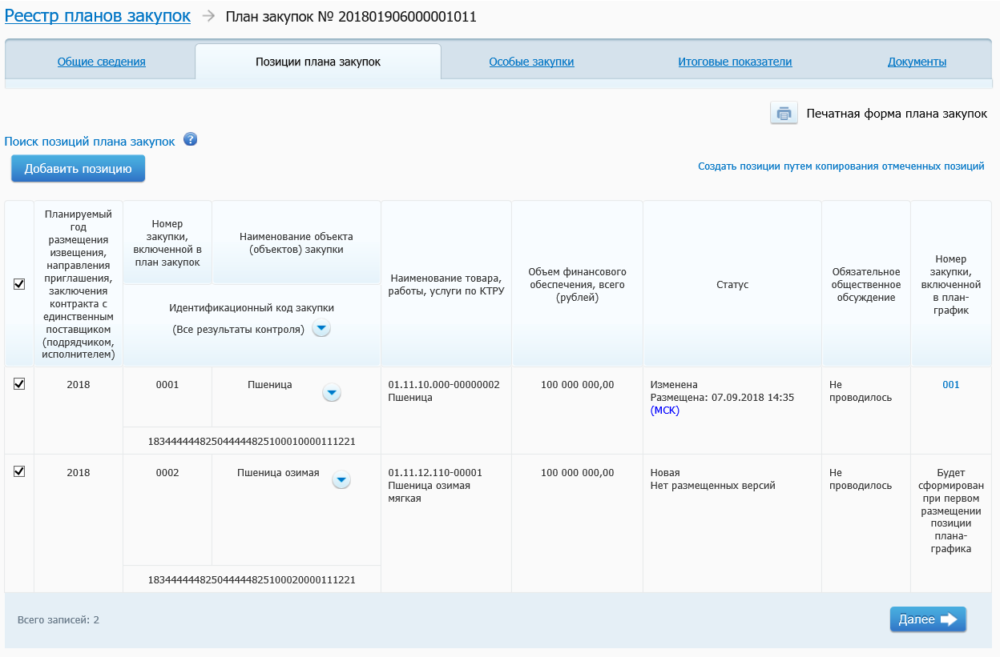 Реестр планов закупок → План закупок № 201801906000001011
Общие сведения
Позиции плана закупок
Особые закупки
Итоговые показатели
Документы
Печатная форма плана закупок
Поиск позиций плана закупок ?
Добавить позицию
Создать позиции путем копирования отмеченных позиций
Планируемый
год
размещения
извещения,
направления
приглашения,
заключения
контракта с
единственным
поставщиком
(подрядчиком,
исполнителем)
Номер
закупки,
включенной в
план закупок
Наименование объекта
(объектов) закупки
Идентификационный код закупки
(Все результаты контроля)
Наименование товара,
работы, услуги по КТРУ
Объем финансового
обеспечения, всего
(рублей)
Статус
Обязательное
общественное
обсуждение
Номер
закупки,
включенной
в план-
график
2018
0001
Пшеница
183444444825044444825100010000111221
01.11.10.000-00000002
Пшеница
100 000 000,00
Изменена
Размещена: 07.09.2018 14:35
(МСК)
Не
проводилось
001
2018
0002
Пшеница озимая
183444444825044444825100020000111221
01.11.12.110-00001
Пшеница озимая
мягкая
100 000 000,00
Новая
Нет размещенных версий
Не
проводилось
Будет
сформирован
при первом
размещении
позиции
плана-
графика
Всего записей: 2
Далее